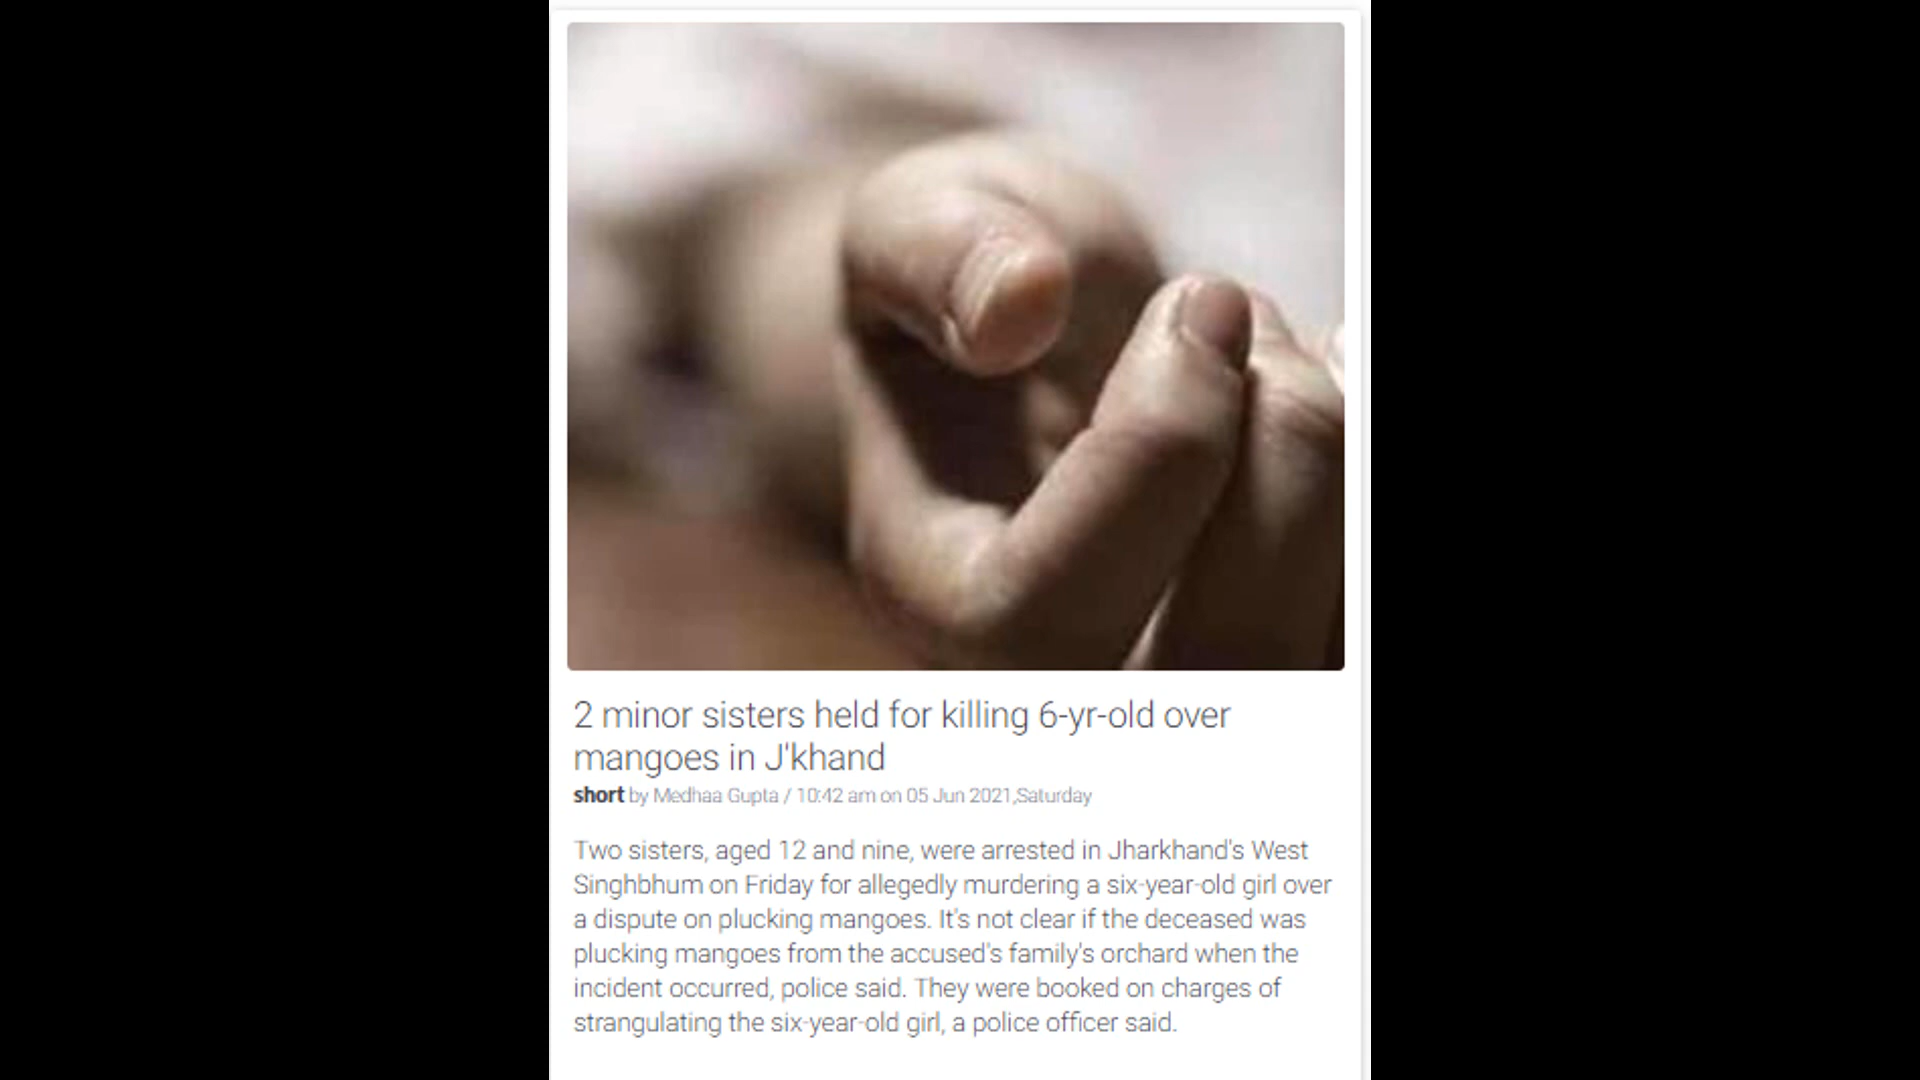 2 minor sisters held for killing 6-yr-old over
mangoes in J'khand
short by Medhaa Gupta / 10:42 am on 05 Jun 2021,Saturday
Two sisters, aged 12 and nine, were arrested in Jharkhand's West
Singhbhum on Friday for allegedly murdering a six-year-old girl over
a dispute on plucking mangoes. It's not clear if the deceased was
plucking mangoes from the accused's family's orchard when the
incident occurred, police said. They were booked on charges of
strangulating the six-year-old girl, a police officer said.